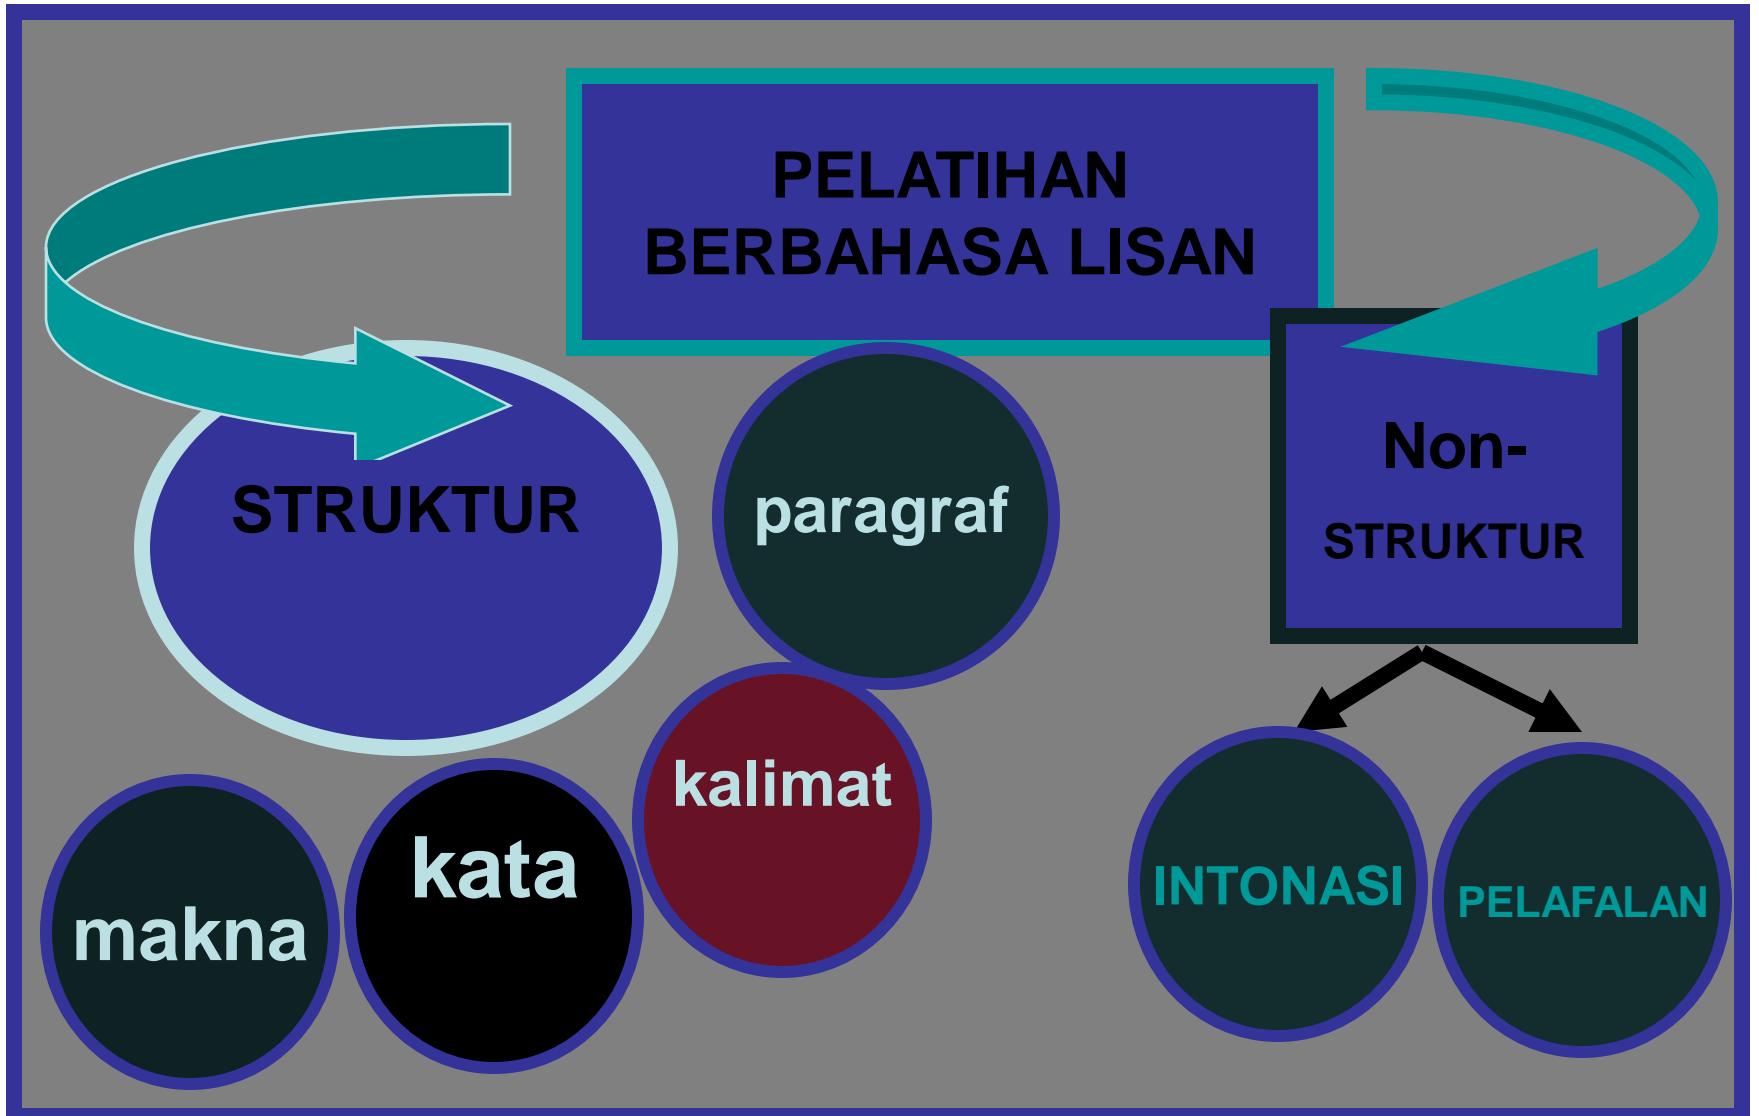 PELATIHAN
BERBAHASA LISAN
STRUKTUR
paragraf
Non-
STRUKTUR
kalimat
kata
makna
INTONASI
PELAFALAN